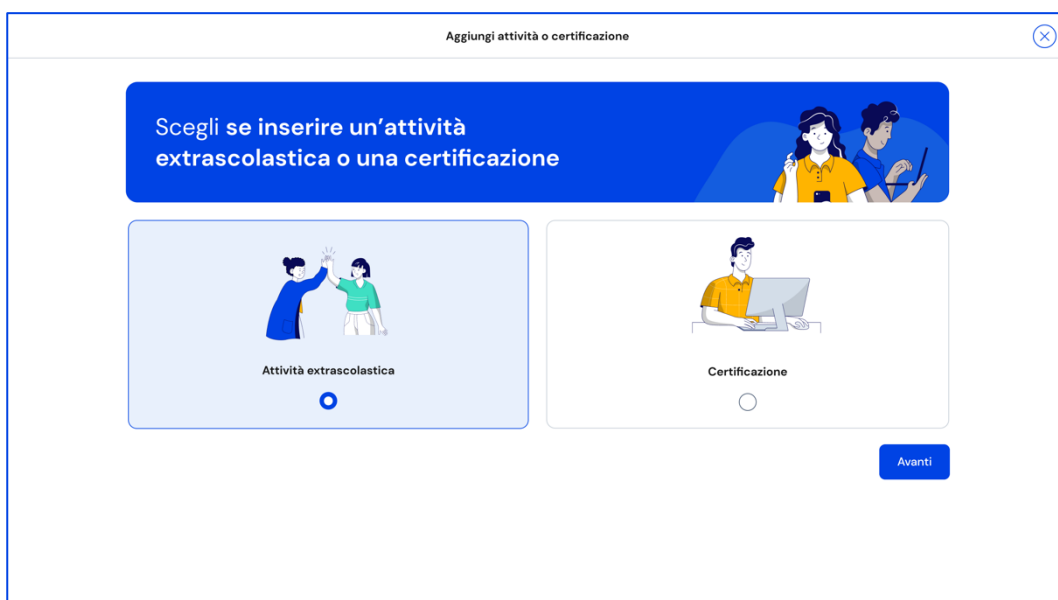 Aggiungi attività o certificazione
Scegli se inserire un'attività
extrascolastica o una certificazione
Attività extrascolastica
Certificazione
Avanti